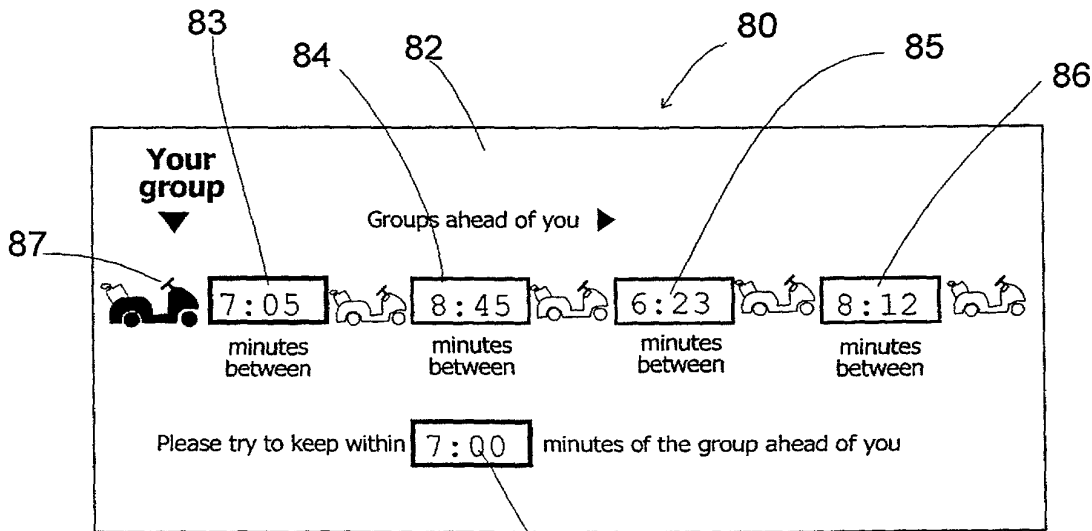 83
84
82
80
85
86
Your
group
Groups ahead of you
87
7:05
8:45
6:23
8:12
minutes
between
minutes
between
minutes
between
minutes
between
Please try to keep within 7:00 minutes of the group ahead of you